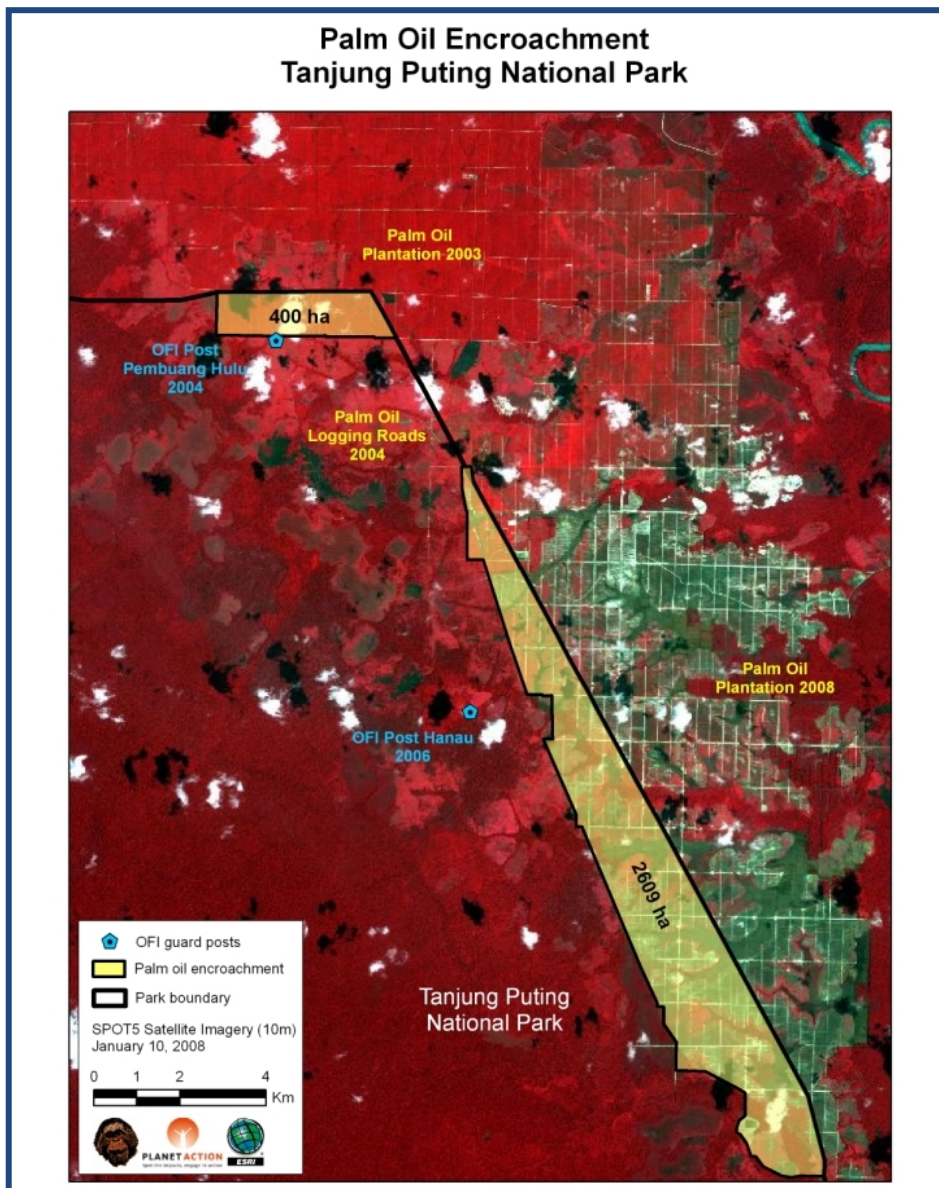 Palm Oil Encroachment
Tanjung Puting National Park
Palm Oil
Plantation 2003
400 ha
OFI Post
Pembuang Hulu
2004
Palm Oil
Logging Roads
2004
Palm Oil
Plantation 2008
OFI Post Hanau
2006
2609 ha
Tanjung Puting
National Park
OFI guard posts
Palm oil encroachment
Park boundary
SPOT5 Satellite Imagery (10m)
January 10, 2008
0 1 2 4
Km
PLANET ACTION
ESRI